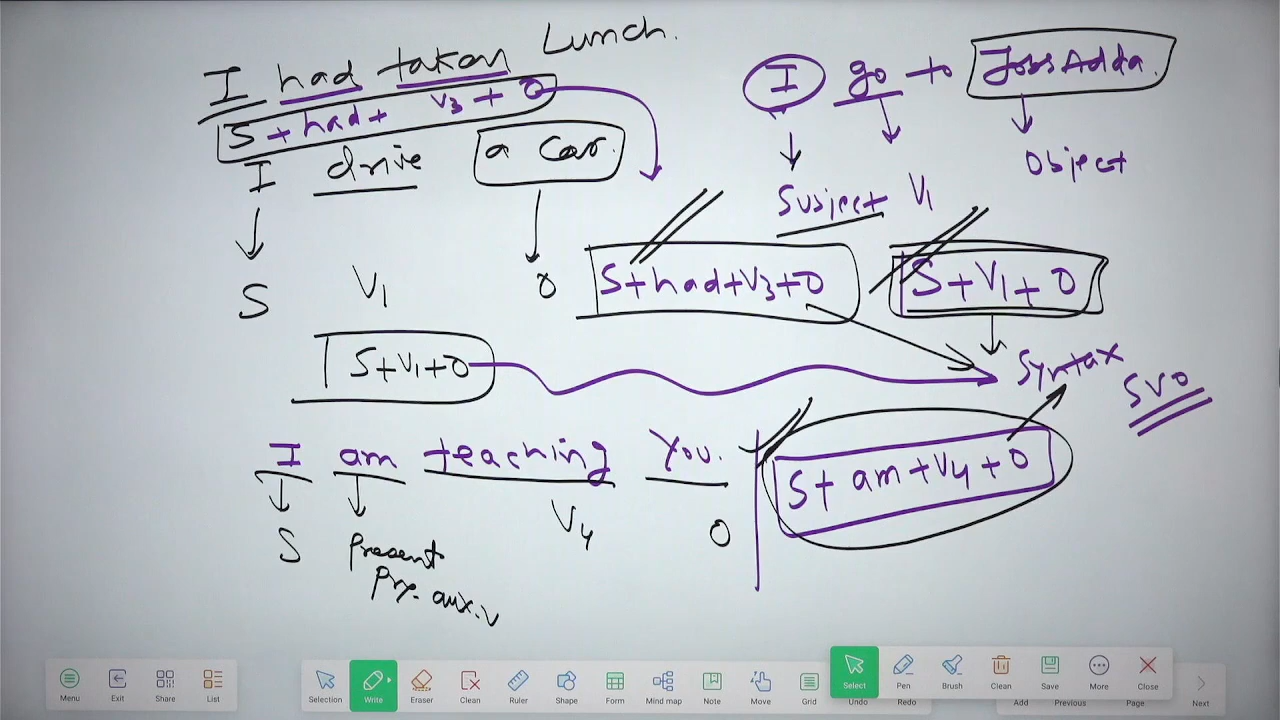 I had taken Lunch.
S + had + V3 + O
I drive a car.
S V1 O
S+V1+O
I go to JobsAdda.
Subject V1 Object
S+had+V3+O
S+V1+O
Syntax
SVO
I am teaching You.
S V4 O
Present
aux. v
S+ am+V4+O
Menu Exit Share List
Selection Write Eraser Clean Ruler Shape Form Mind map Note Move Grid Undo Redo Add Previous Page Next
Select Pen Brush Clean Save More Close